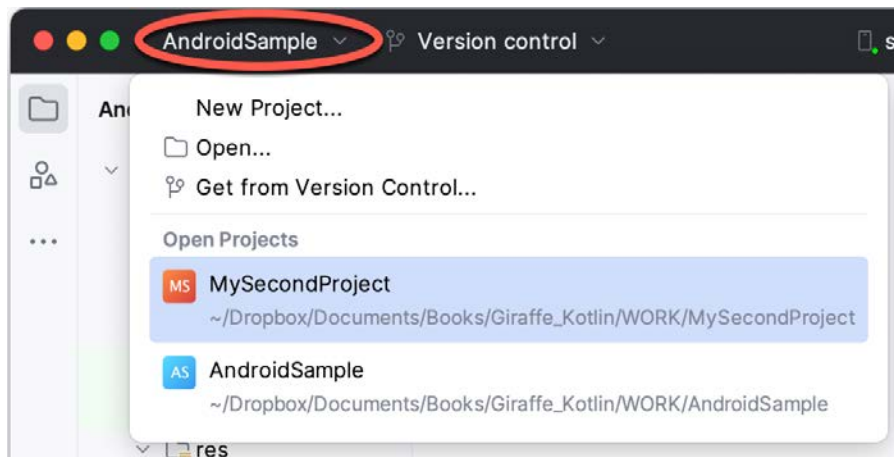 AndroidSample
Version control
s
And
New Project...
Open...
Get from Version Control...
Open Projects
MS MySecondProject
~/Dropbox/Documents/Books/Giraffe_Kotlin/WORK/MySecondProject
AS AndroidSample
~/Dropbox/Documents/Books/Giraffe_Kotlin/WORK/AndroidSample
res